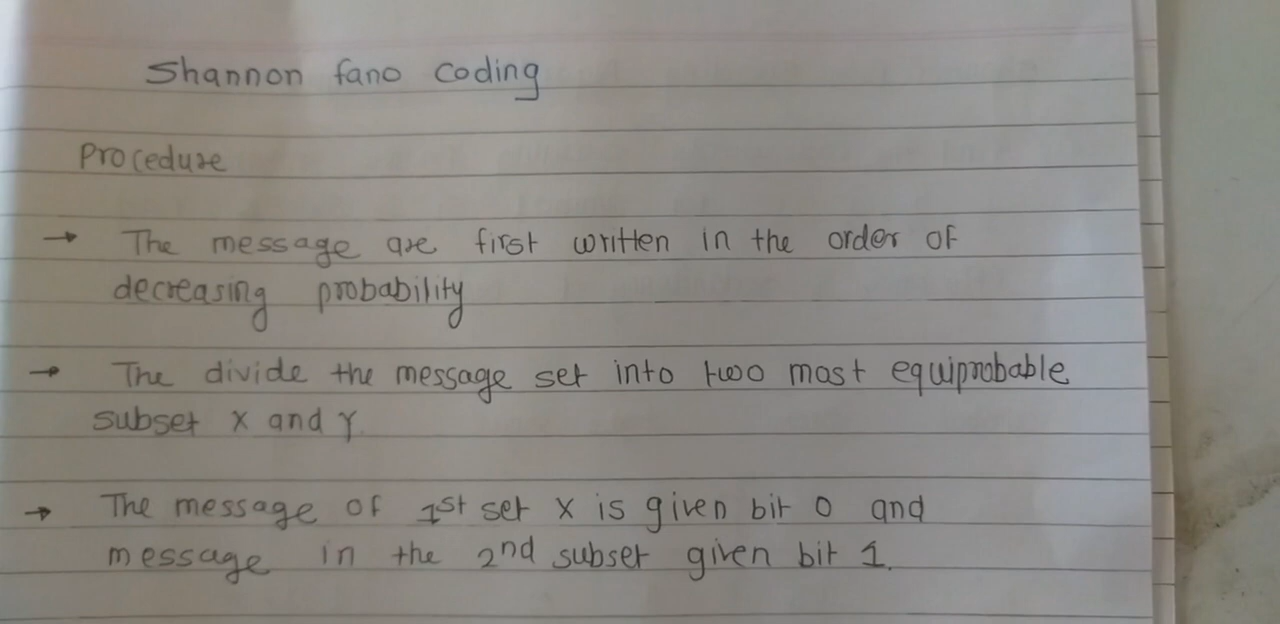 Shannon fano coding
Procedure
→ The message are first written in the order of
decreasing probability
→ The divide the message set into two most equiprobable
subset X and Y.
→ The message of 1st set X is given bit 0 and
message in the 2nd subset given bit 1.